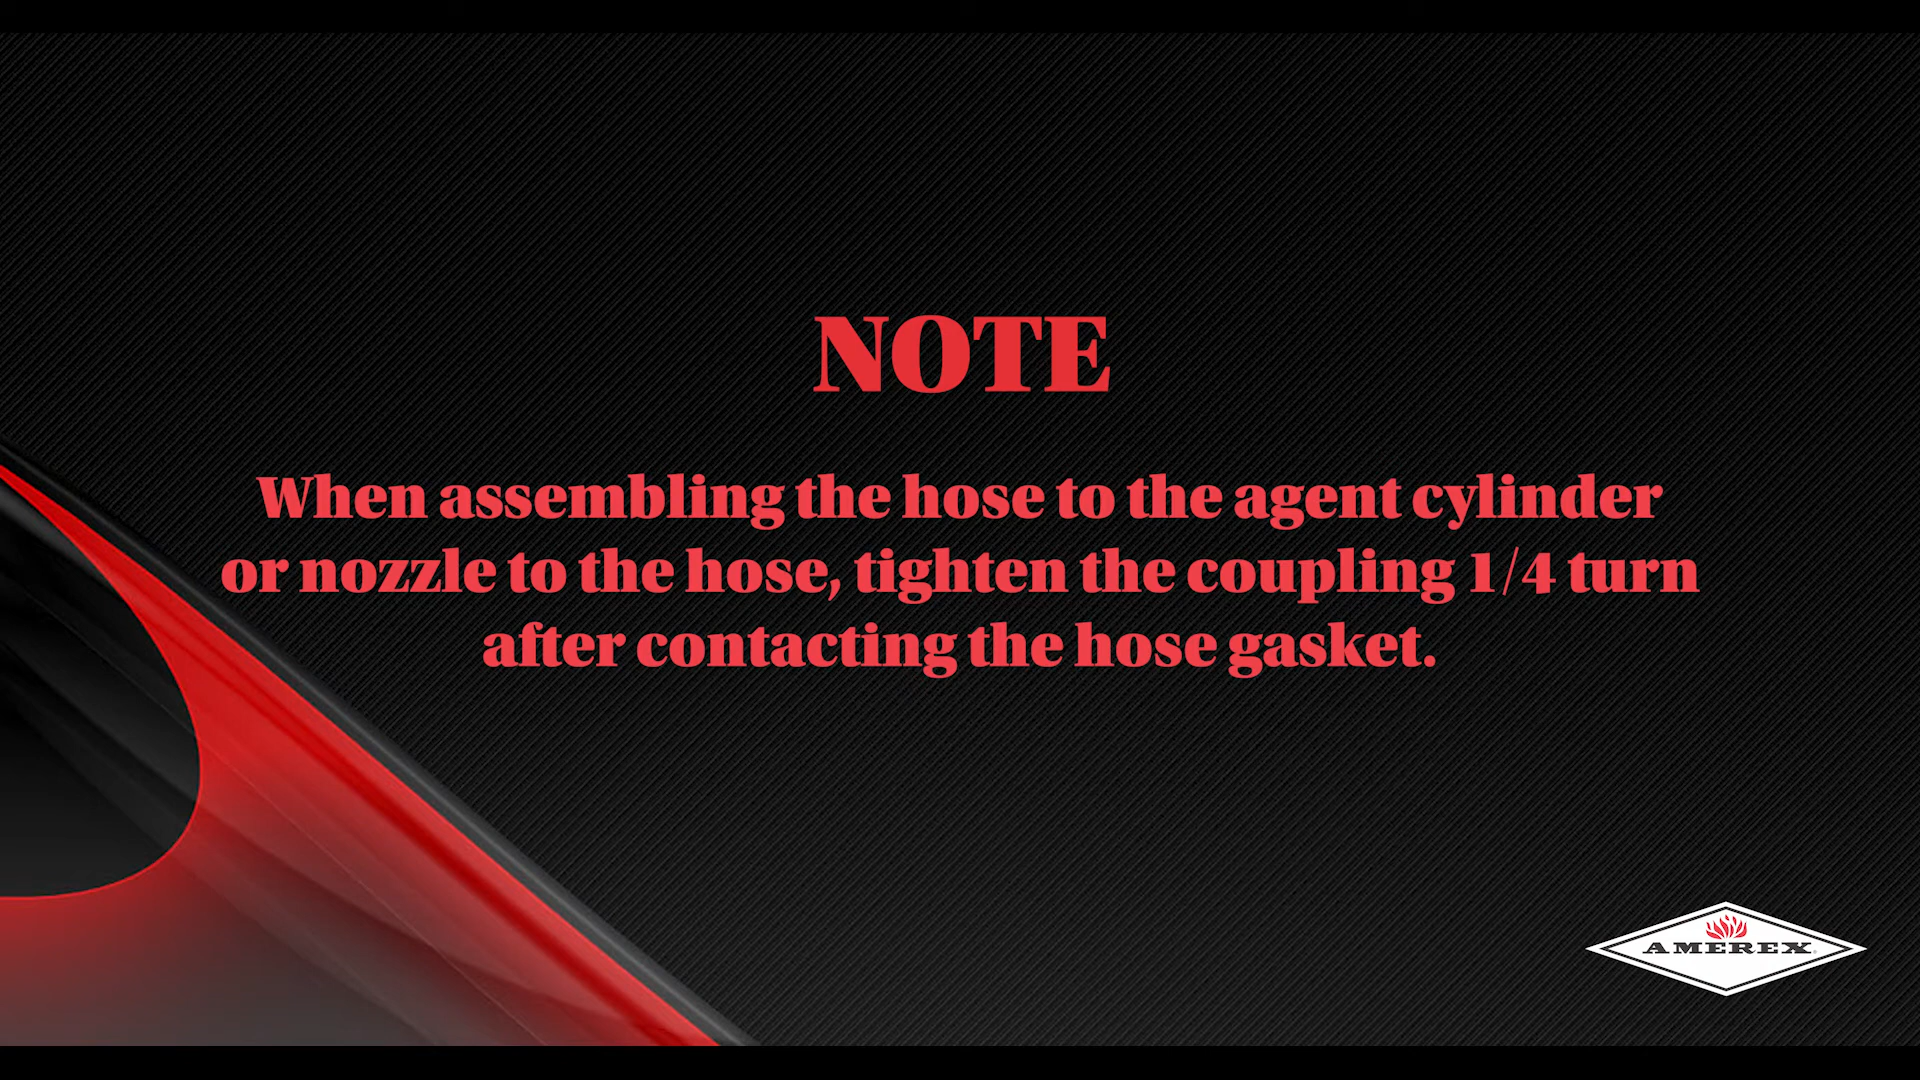 NOTE
When assembling the hose to the agent cylinder
or nozzle to the hose, tighten the coupling 1/4 turn
after contacting the hose gasket.
AMEREX